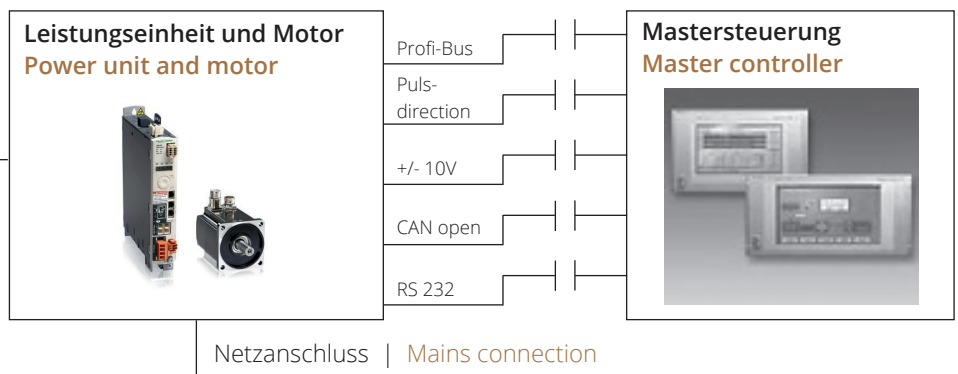 Leistungseinheit und Motor
Power unit and motor
Profi-Bus
Puls-
direction
+/- 10V
CAN open
RS 232
Mastersteuerung
Master controller
Netzanschluss | Mains connection